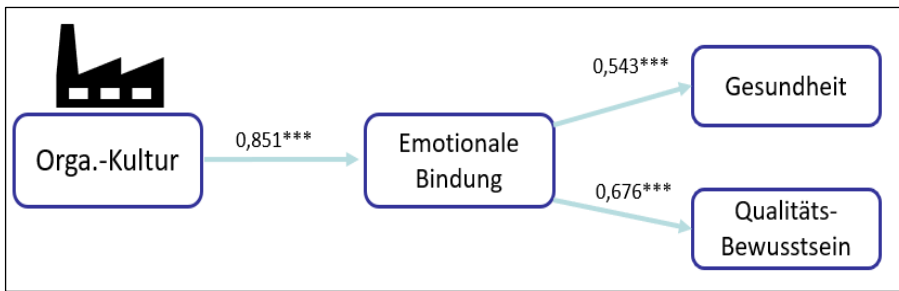 0,543***
Gesundheit
Orga.-Kultur
0,851***
Emotionale
Bindung
0,676***
Qualitäts-
Bewusstsein